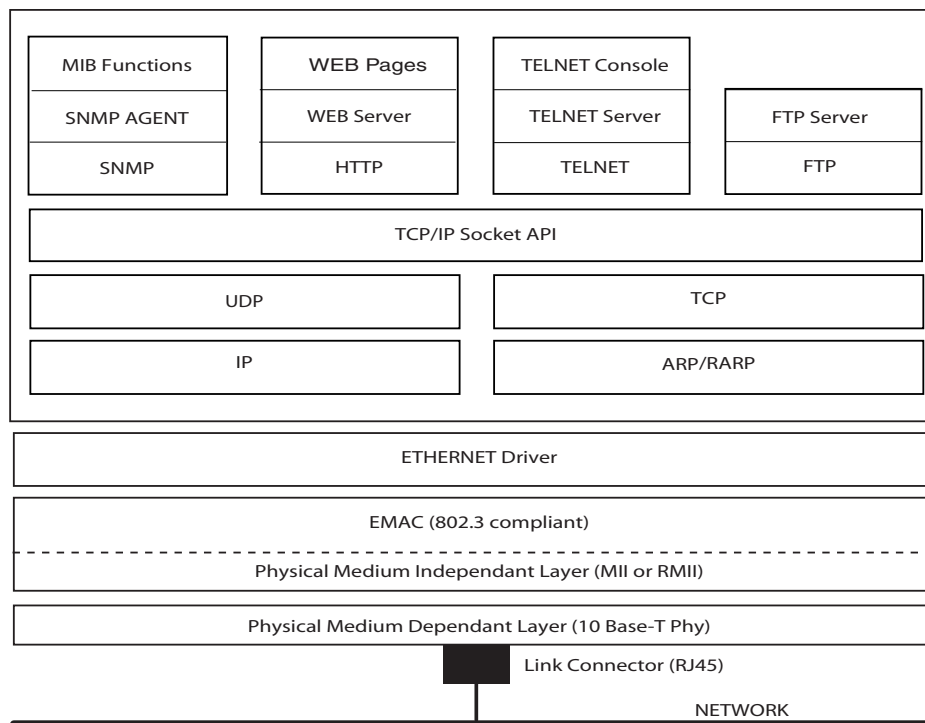 MIB Functions
SNMP AGENT
SNMP
WEB Pages
WEB Server
HTTP
TELNET Console
TELNET Server
TELNET
FTP Server
FTP
TCP/IP Socket API
UDP
TCP
IP
ARP/RARP
ETHERNET Driver
EMAC (802.3 compliant)
Physical Medium Independant Layer (MII or RMII)
Physical Medium Dependant Layer (10 Base-T Phy)
Link Connector (RJ45)
NETWORK